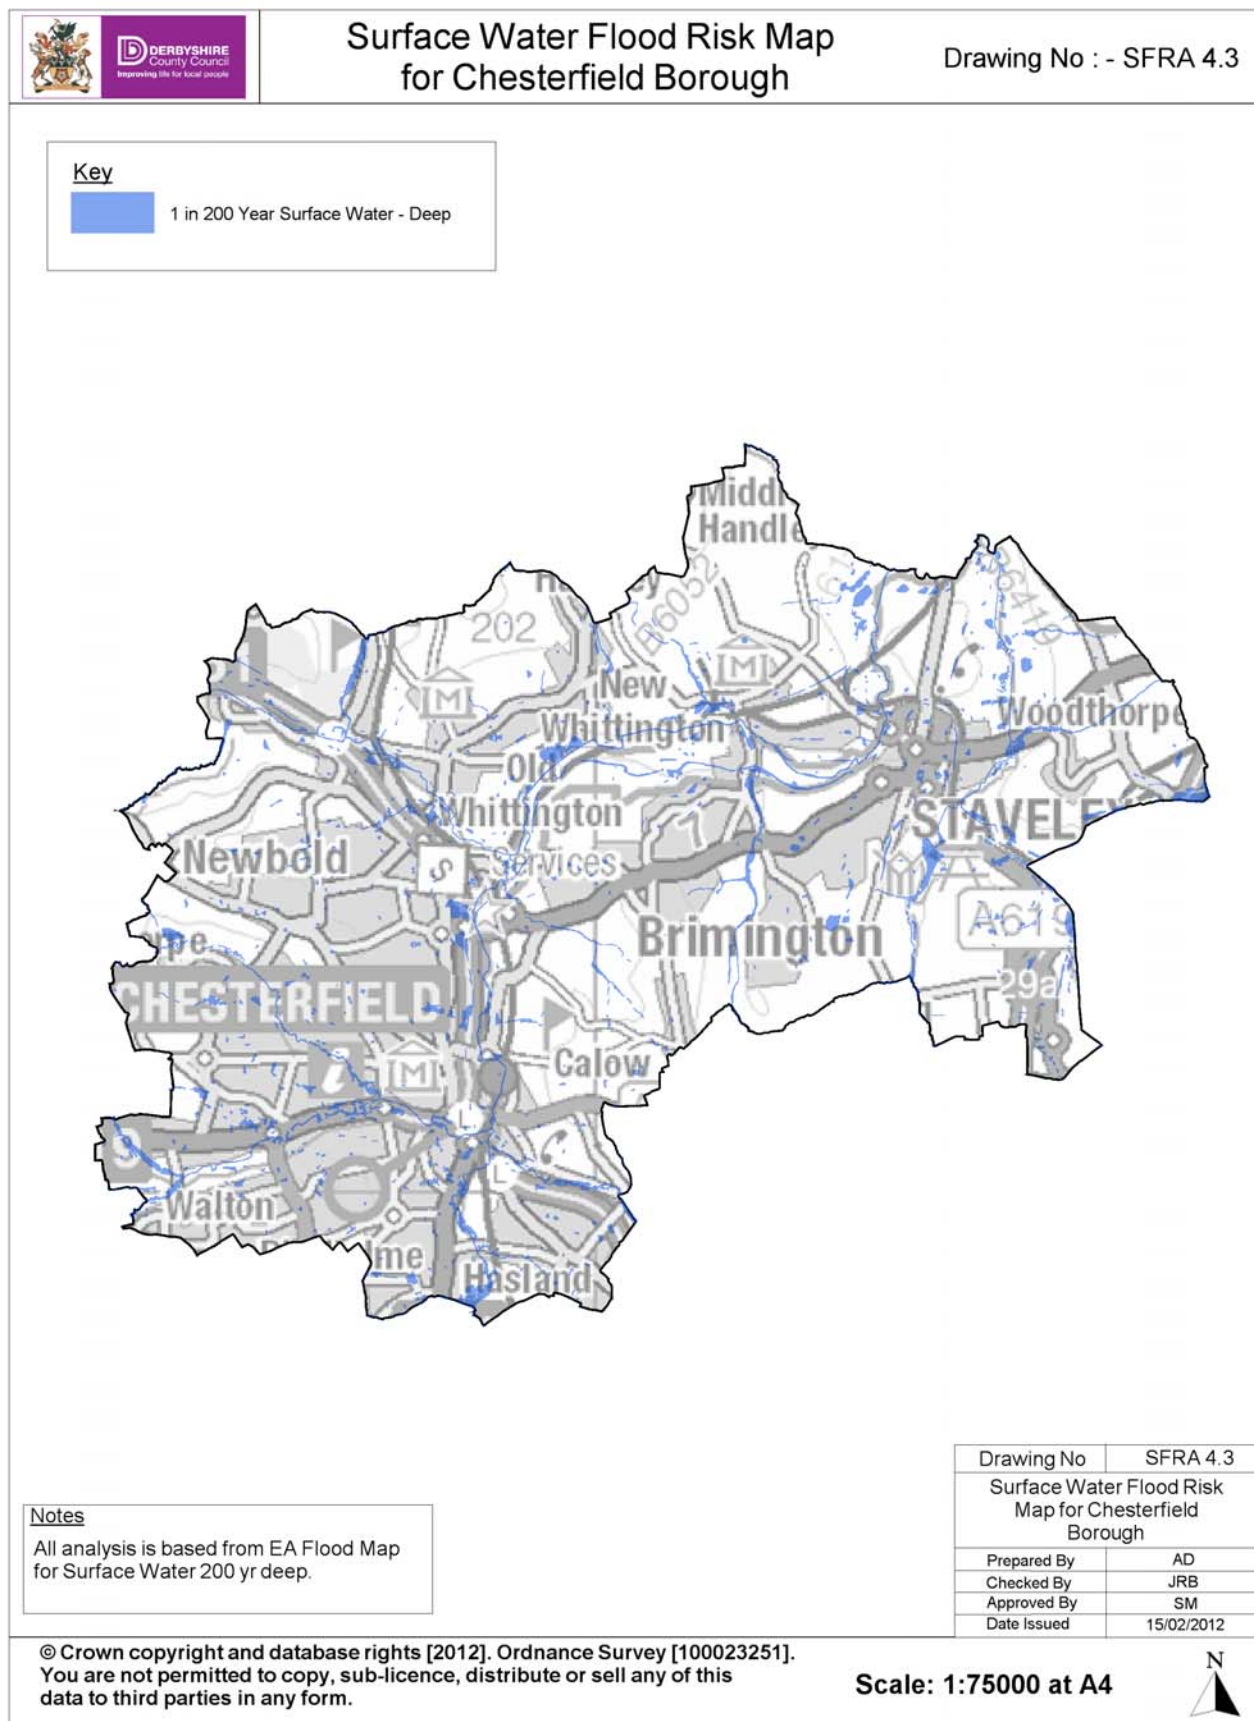 DERBYSHIRE
County Council
Improving life for local people
Surface Water Flood Risk Map
for Chesterfield Borough
Drawing No : - SFRA 4.3
Key
1 in 200 Year Surface Water - Deep
Middl
Handle
B6052
61
B6419
202
M
M
New
Whittington
Woodthorpe
Old
Whittington
STAVELEY
7
Newbold
S
Services
A619
Brimington
29a
CHESTERFIELD
i
M
Calow
9
L
Walton
lme
Hasland
Notes
All analysis is based from EA Flood Map
for Surface Water 200 yr deep.
Drawing No SFRA 4.3
Surface Water Flood Risk
Map for Chesterfield
Borough
Prepared By AD
Checked By JRB
Approved By SM
Date Issued 15/02/2012
© Crown copyright and database rights [2012]. Ordnance Survey [100023251].
You are not permitted to copy, sub-licence, distribute or sell any of this
data to third parties in any form.
Scale: 1:75000 at A4
N